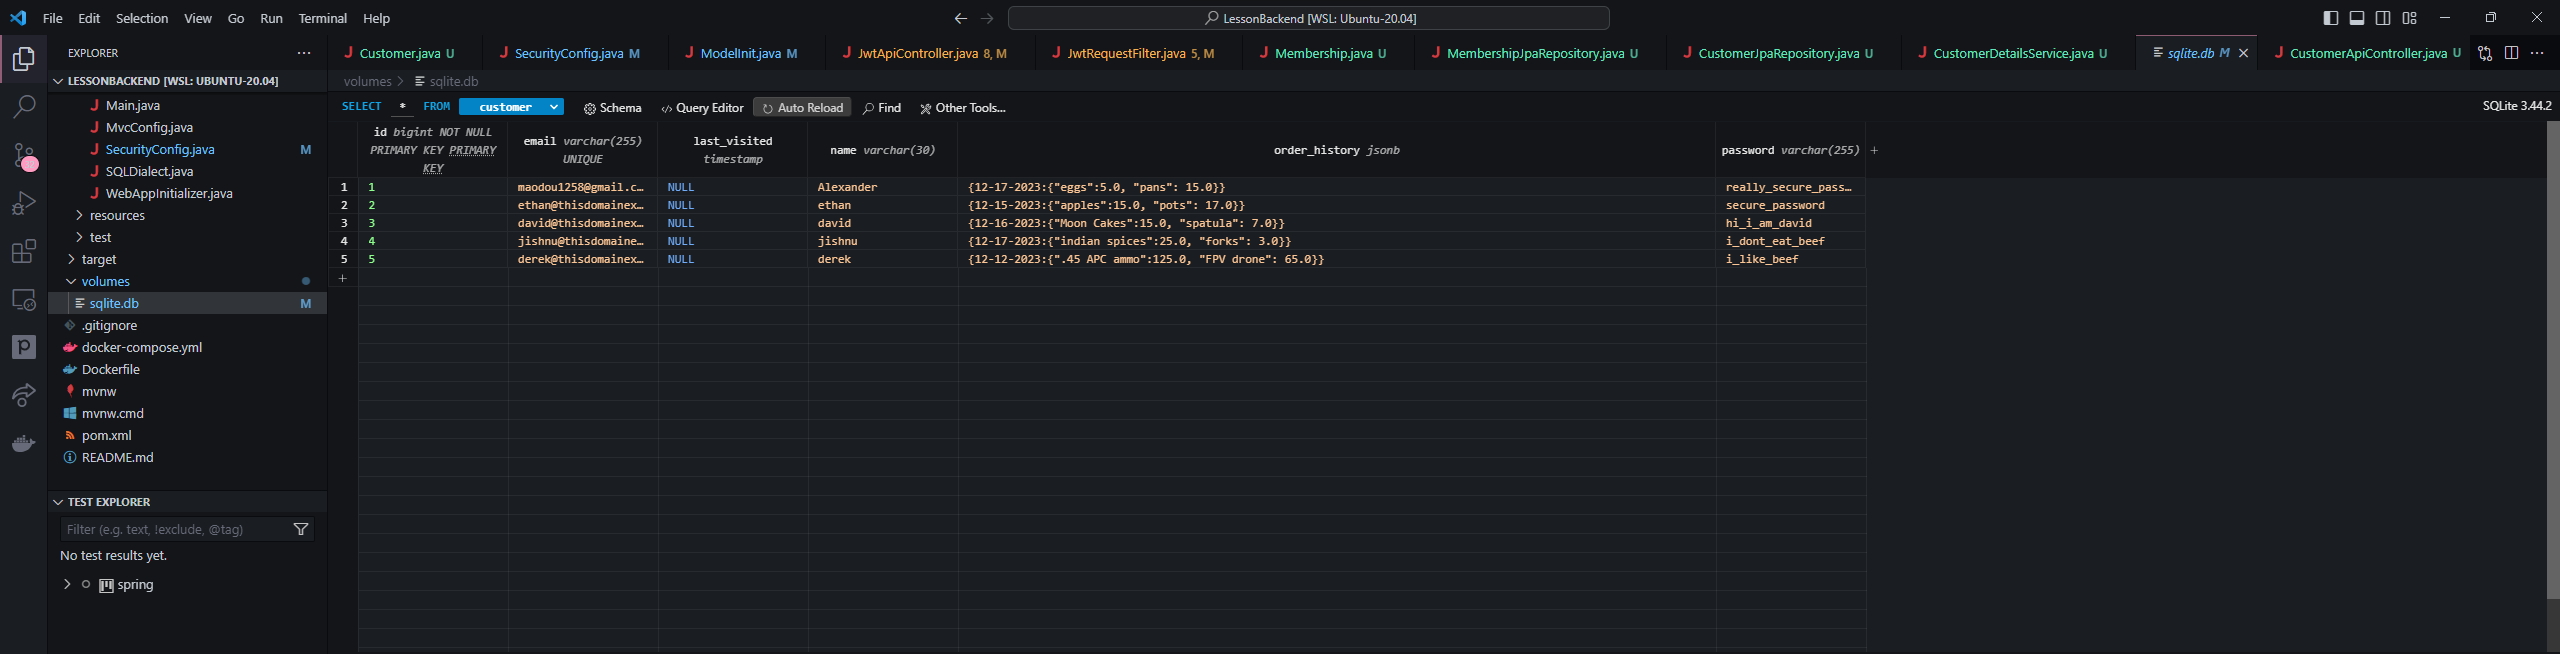 File Edit Selection View Go Run Terminal Help
LessonBackend [WSL: Ubuntu-20.04]
EXPLORER
LESSONBACKEND [WSL: UBUNTU-20.04]
Main.java
MvcConfig.java
SecurityConfig.java M
SQLDialect.java
WebAppInitializer.java
resources
test
target
volumes
sqlite.db M
.gitignore
docker-compose.yml
Dockerfile
mvnw
mvnw.cmd
pom.xml
README.md
TEST EXPLORER
Filter (e.g. text, !exclude, @tag)
No test results yet.
spring
Customer.java U SecurityConfig.java M ModelInit.java M JwtApiController.java 8, M JwtRequestFilter.java 5, M Membership.java U MembershipJpaRepository.java U CustomerJpaRepository.java U CustomerDetailsService.java U sqlite.db M CustomerApiController.java U
volumes > sqlite.db
SELECT * FROM customer Schema Query Editor Auto Reload Find Other Tools... SQLite 3.44.2
id bigint NOT NULL PRIMARY KEY PRIMARY KEY email varchar(255) UNIQUE last_visited timestamp name varchar(30) order_history jsonb password varchar(255) +
1 1 maodou1258@gmail.c… NULL Alexander {12-17-2023:{"eggs":5.0, "pans": 15.0}} really_secure_pass…
2 2 ethan@thisdomainex… NULL ethan {12-15-2023:{"apples":15.0, "pots": 17.0}} secure_password
3 3 david@thisdomainex… NULL david {12-16-2023:{"Moon Cakes":15.0, "spatula": 7.0}} hi_i_am_david
4 4 jishnu@thisdomaine… NULL jishnu {12-17-2023:{"indian spices":25.0, "forks": 3.0}} i_dont_eat_beef
5 5 derek@thisdomainex… NULL derek {12-12-2023:{".45 APC ammo":125.0, "FPV drone": 65.0}} i_like_beef
+